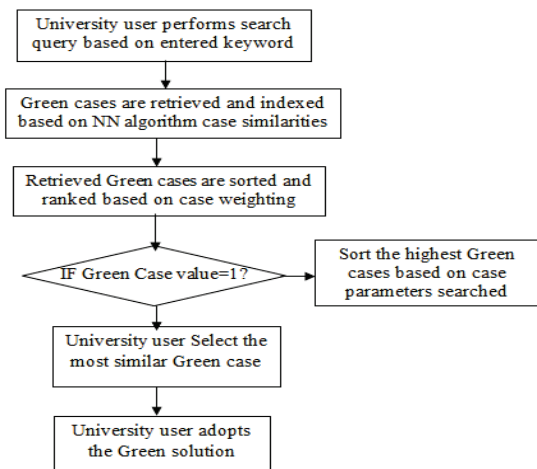 University user performs search
query based on entered keyword
Green cases are retrieved and indexed
based on NN algorithm case similarities
Retrieved Green cases are sorted and
ranked based on case weighting
IF Green Case value=1?
Sort the highest Green
cases based on case
parameters searched
University user Select the
most similar Green case
University user adopts
the Green solution